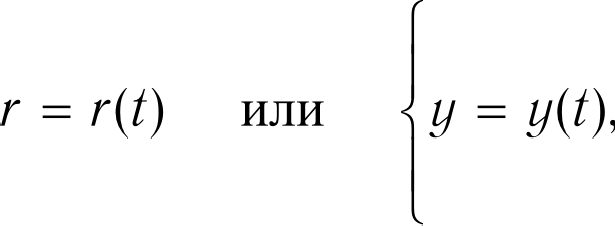 r = r(t) или { y = y(t),